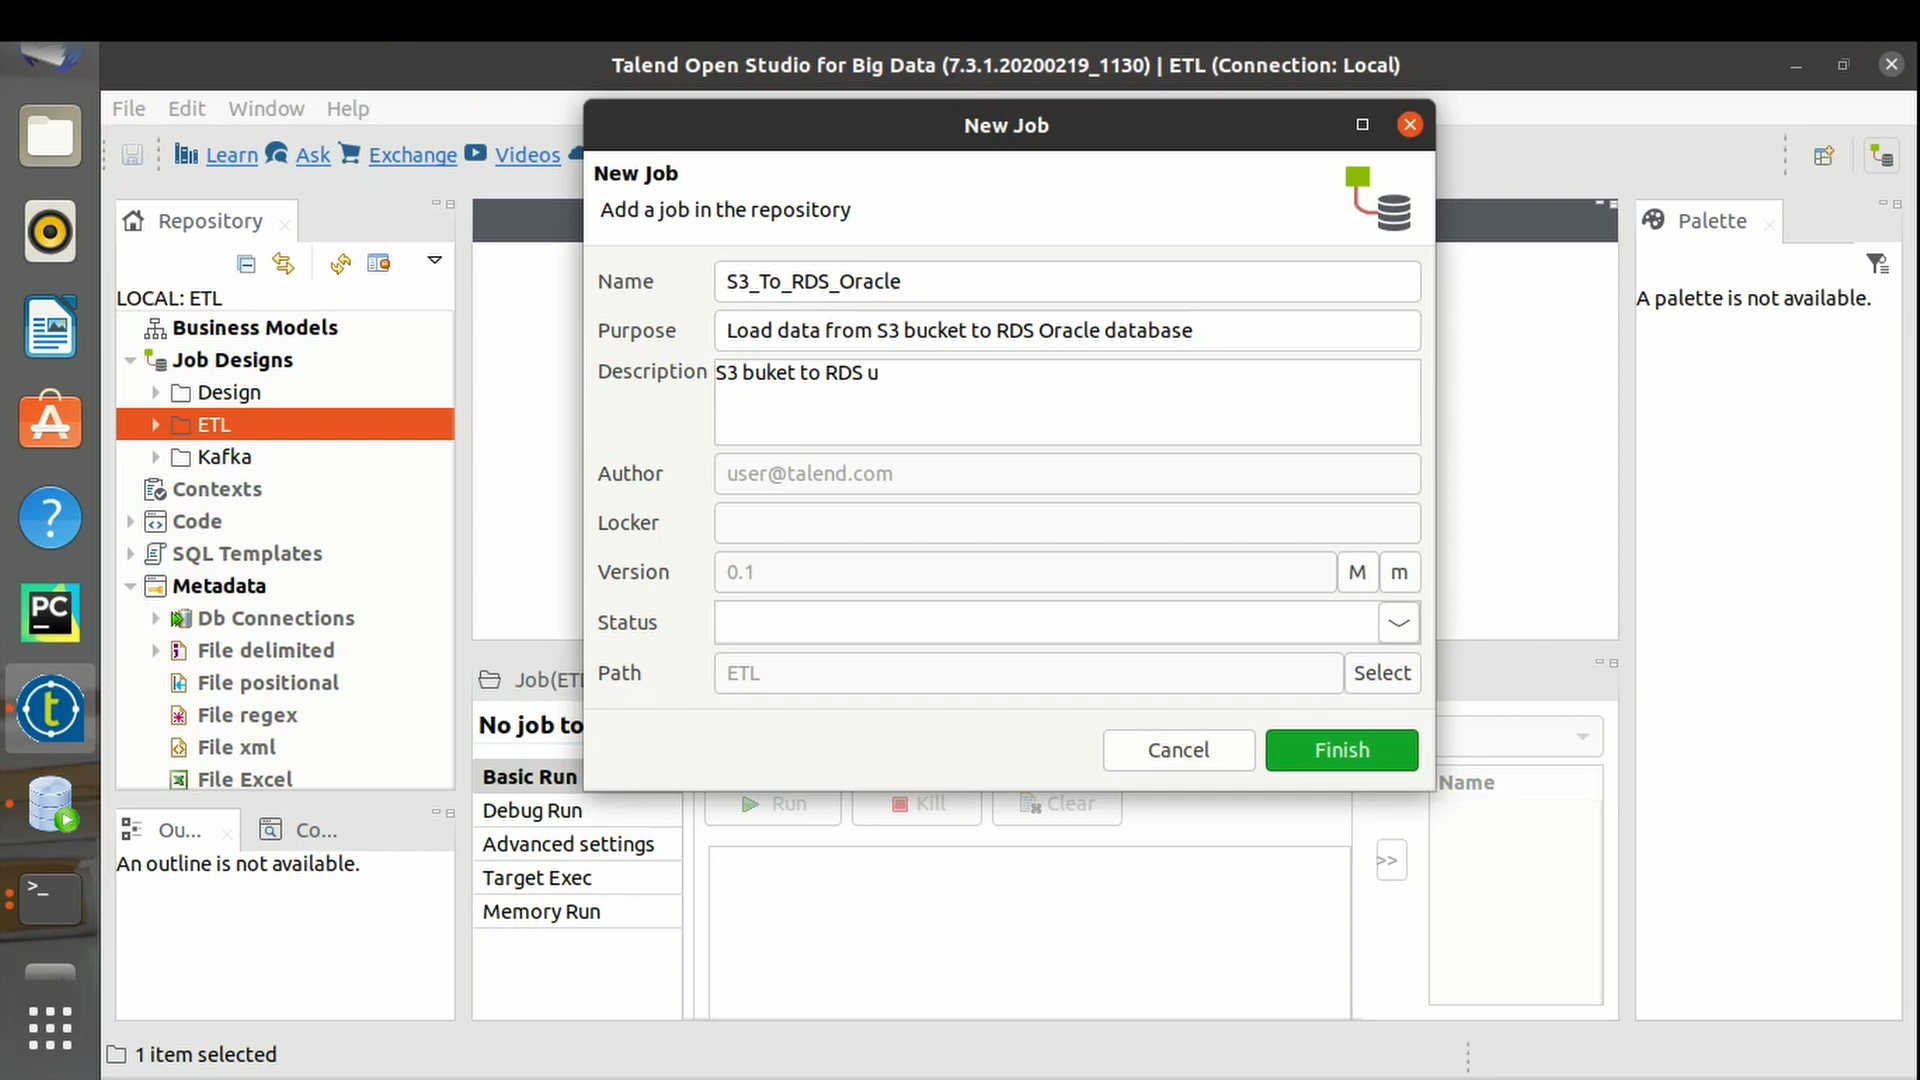 Talend Open Studio for Big Data (7.3.1.20200219_1130) | ETL (Connection: Local)
File Edit Window Help
Learn Ask Exchange Videos
Repository
LOCAL: ETL
Business Models
Job Designs
Design
ETL
Kafka
Contexts
Code
SQL Templates
Metadata
Db Connections
File delimited
File positional
File regex
File xml
File Excel
Ou... Co...
An outline is not available.
New Job
New Job
Add a job in the repository
Name S3_To_RDS_Oracle
Purpose Load data from S3 bucket to RDS Oracle database
Description S3 buket to RDS u
Author user@talend.com
Locker
Version 0.1 M m
Status
Path ETL Select
Cancel Finish
Job(ETL
No job to
Basic Run
Debug Run
Advanced settings
Target Exec
Memory Run
Run Kill Clear
>>
Name
Palette
A palette is not available.
PC
t
>_
?
1 item selected